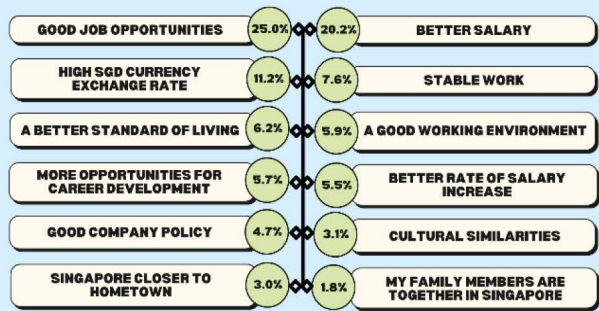 GOOD JOB OPPORTUNITIES 25.0% 20.2% BETTER SALARY
HIGH SGD CURRENCY
EXCHANGE RATE 11.2% 7.6% STABLE WORK
A BETTER STANDARD OF LIVING 6.2% 5.9% A GOOD WORKING ENVIRONMENT
MORE OPPORTUNITIES FOR
CAREER DEVELOPMENT 5.7% 5.5% BETTER RATE OF SALARY
INCREASE
GOOD COMPANY POLICY 4.7% 3.1% CULTURAL SIMILARITIES
SINGAPORE CLOSER TO
HOMETOWN 3.0% 1.8% MY FAMILY MEMBERS ARE
TOGETHER IN SINGAPORE